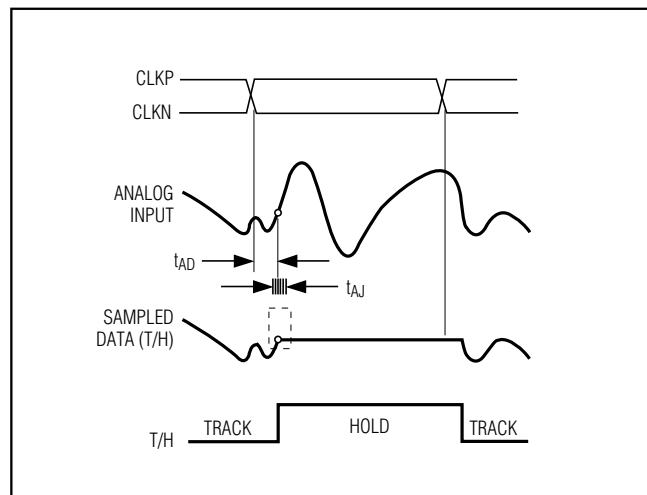 CLKP
CLKN
ANALOG
INPUT
tAD
tAJ
SAMPLED
DATA (T/H)
T/H
TRACK
HOLD
TRACK